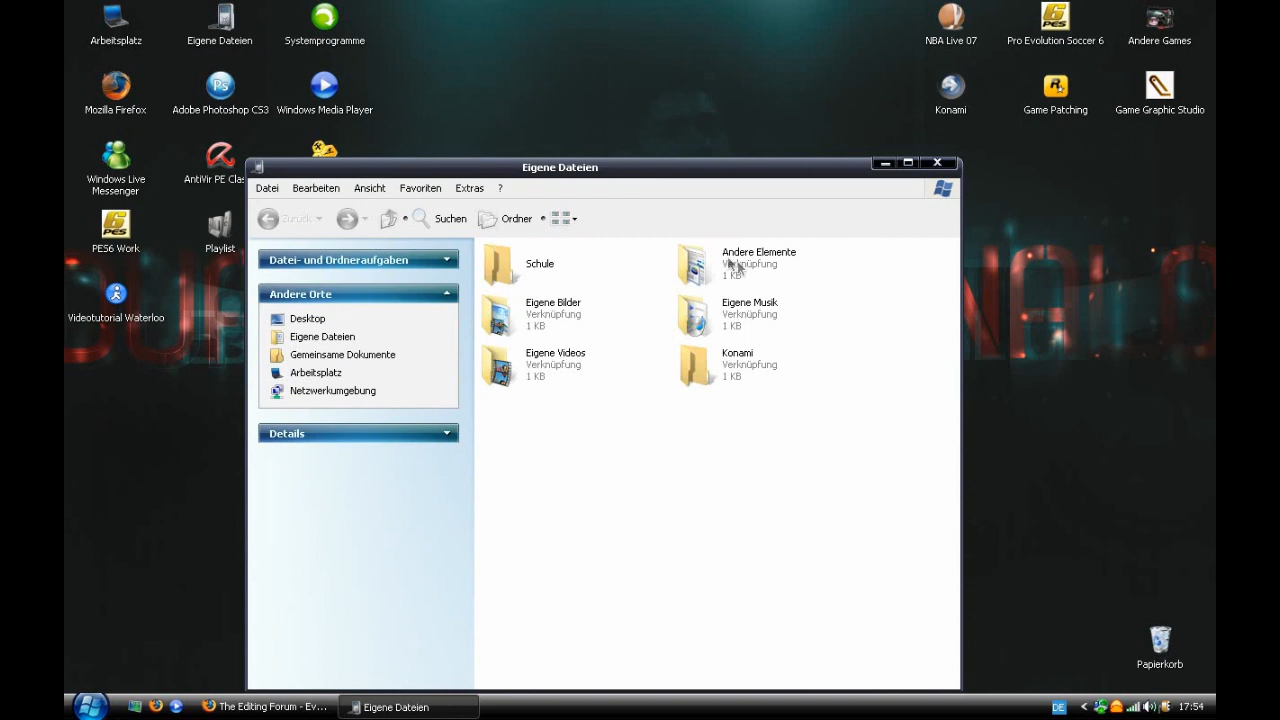 Arbeitsplatz
Eigene Dateien
Systemprogramme
NBA Live 07
Pro Evolution Soccer 6
Andere Games
Mozilla Firefox
Adobe Photoshop CS3
Windows Media Player
Konami
Game Patching
Game Graphic Studio
Windows Live
Messenger
AntiVir PE Clas
PES6 Work
Playlist
Videotutorial Waterloo
Eigene Dateien
Datei Bearbeiten Ansicht Favoriten Extras ?
Zurück Suchen Ordner
Datei- und Ordneraufgaben
Andere Orte
Desktop
Eigene Dateien
Gemeinsame Dokumente
Arbeitsplatz
Netzwerkumgebung
Details
Schule
Andere Elemente
Verknüpfung
1 KB
Eigene Bilder
Verknüpfung
1 KB
Eigene Musik
Verknüpfung
1 KB
Eigene Videos
Verknüpfung
1 KB
Konami
Verknüpfung
1 KB
Papierkorb
The Editing Forum - Ev...
Eigene Dateien
DE
17:54